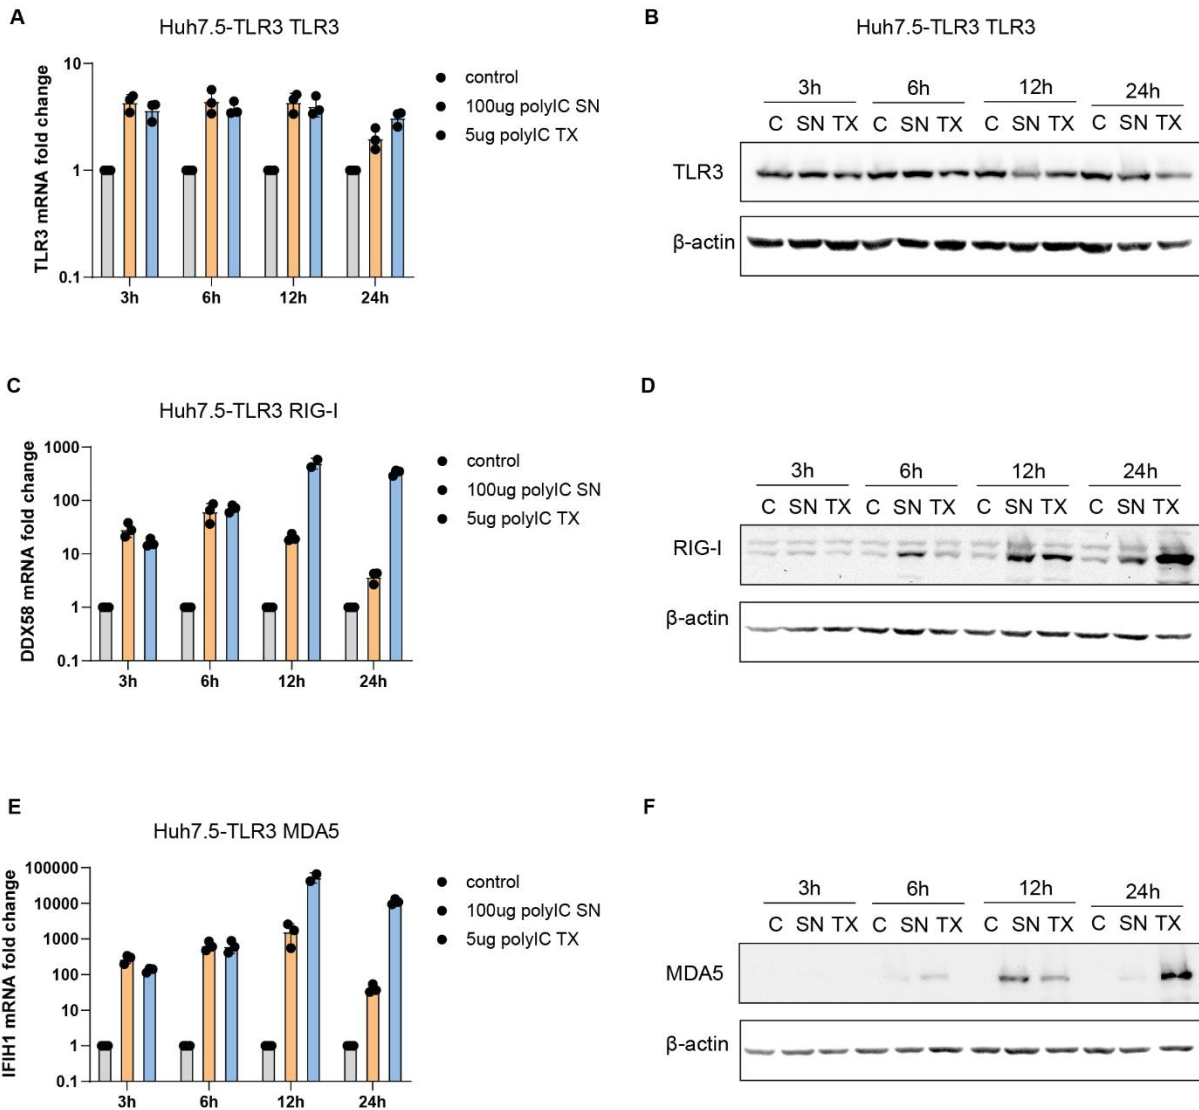 A
Huh7.5-TLR3 TLR3
TLR3 mRNA fold change
10
1
0.1
3h 6h 12h 24h
control
100ug polyIC SN
5ug polyIC TX
B
Huh7.5-TLR3 TLR3
3h 6h 12h 24h
C SN TX C SN TX C SN TX C SN TX
TLR3
β-actin
C
Huh7.5-TLR3 RIG-I
DDX58 mRNA fold change
1000
100
10
1
0.1
3h 6h 12h 24h
control
100ug polyIC SN
5ug polyIC TX
D
3h 6h 12h 24h
C SN TX C SN TX C SN TX C SN TX
RIG-I
β-actin
E
Huh7.5-TLR3 MDA5
IFIH1 mRNA fold change
100000
10000
1000
100
10
1
0.1
3h 6h 12h 24h
control
100ug polyIC SN
5ug polyIC TX
F
3h 6h 12h 24h
C SN TX C SN TX C SN TX C SN TX
MDA5
β-actin